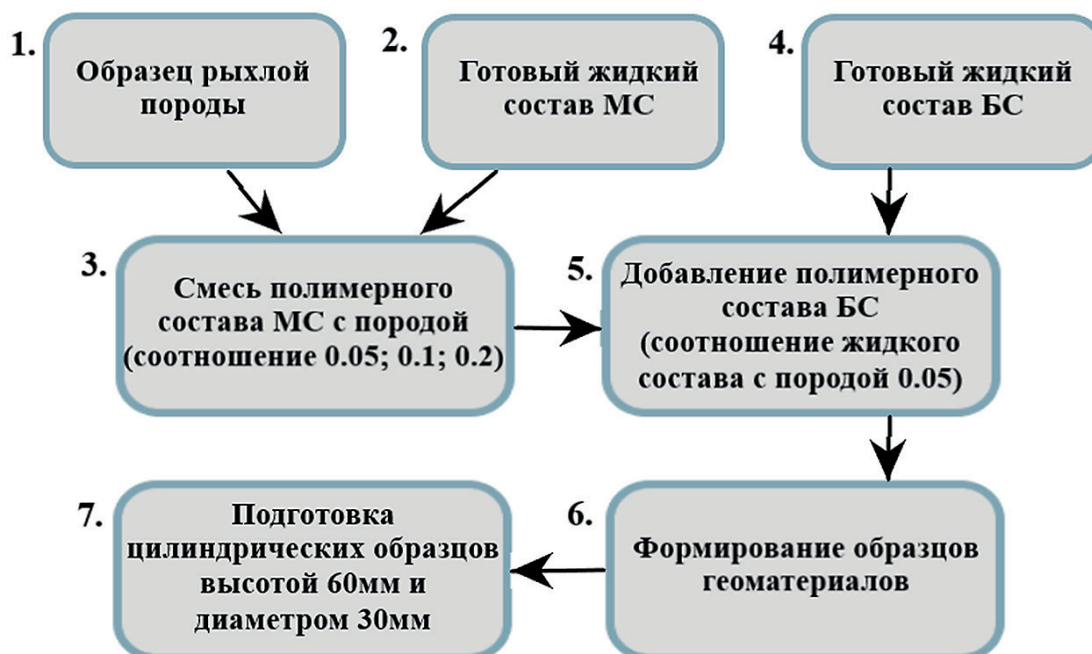 1.
Образец рыхлой
породы
2.
Готовый жидкий
состав МС
4.
Готовый жидкий
состав БС
3.
Смесь полимерного
состава МС с породой
(соотношение 0.05; 0.1; 0.2)
5.
Добавление полимерного
состава БС
(соотношение жидкого
состава с породой 0.05)
7.
Подготовка
цилиндрических образцов
высотой 60мм и
диаметром 30мм
6.
Формирование образцов
геоматериалов